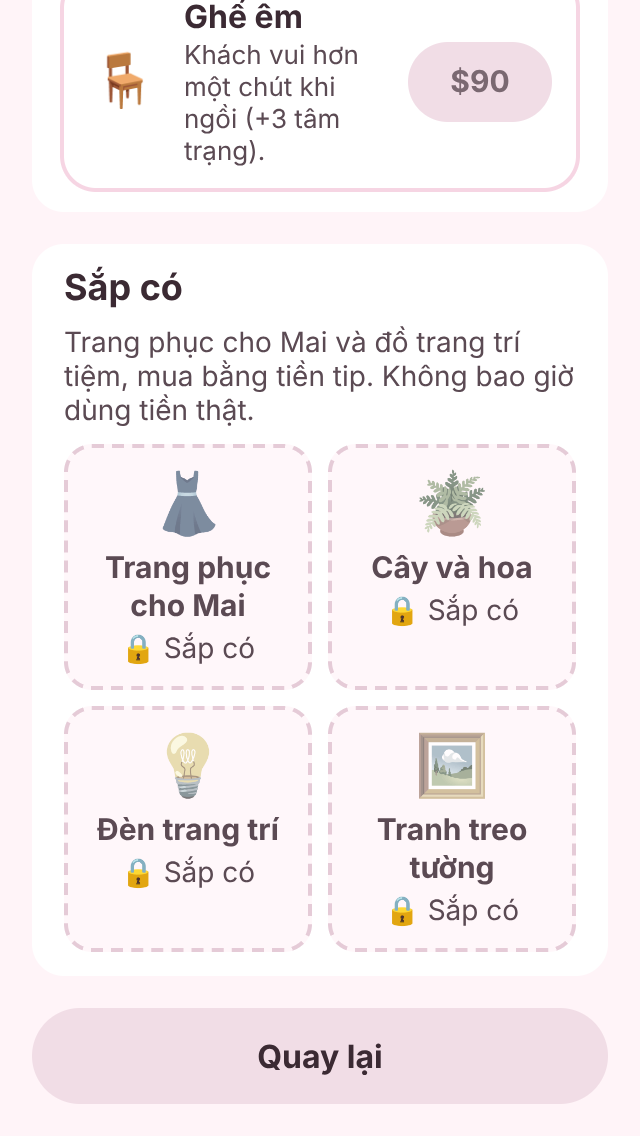 Ghế êm
Khách vui hơn
một chút khi
ngồi (+3 tâm
trạng).
$90
Sắp có
Trang phục cho Mai và đồ trang trí
tiệm, mua bằng tiền tip. Không bao giờ
dùng tiền thật.
Trang phục
cho Mai
Sắp có
Cây và hoa
Sắp có
Đèn trang trí
Sắp có
Tranh treo
tường
Sắp có
Quay lại